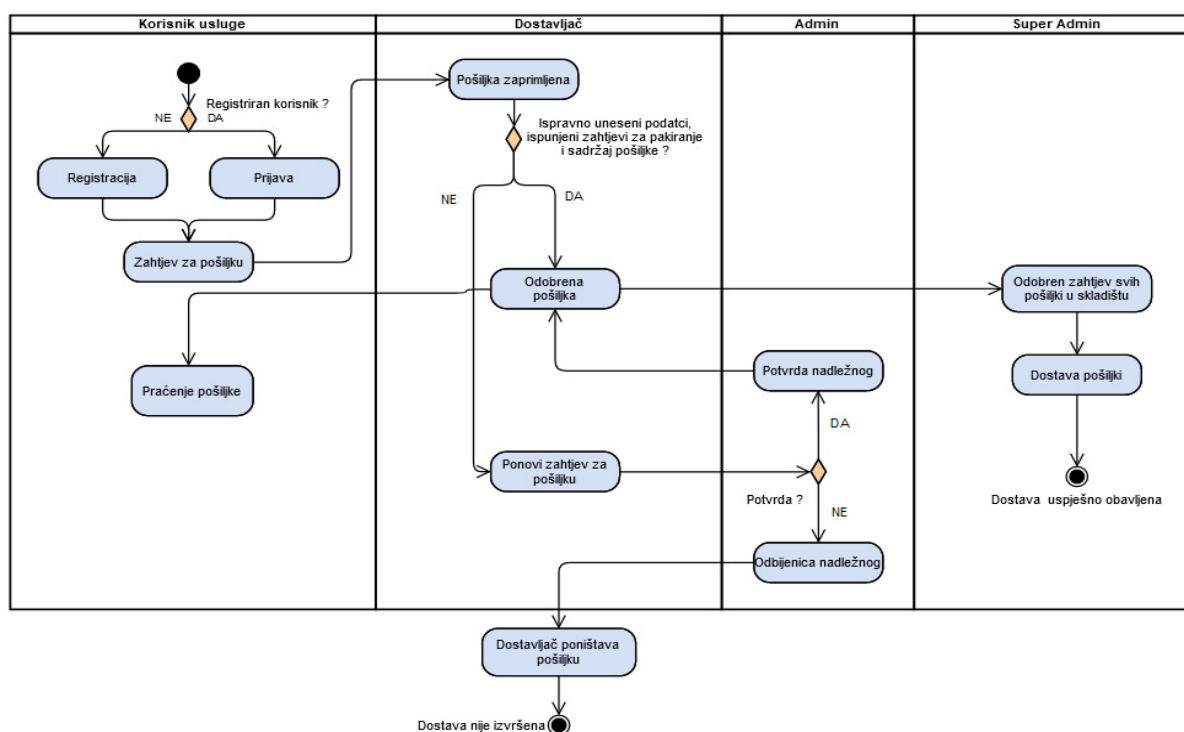 Korisnik usluge
Dostavljač
Admin
Super Admin
Registriran korisnik ?
NE
DA
Registracija
Prijava
Zahtjev za pošiljku
Praćenje pošiljke
Pošiljka zaprimljena
Ispravno uneseni podatci,
ispunjeni zahtjevi za pakiranje
i sadržaj pošiljke ?
NE
DA
Odobrena
pošiljka
Ponovi zahtjev za
pošiljku
Potvrda nadležnog
DA
Potvrda ?
NE
Odbijenica nadležnog
Odobren zahtjev svih
pošiljki u skladištu
Dostava pošiljki
Dostava uspješno obavljena
Dostavljač poništava
pošiljku
Dostava nije izvršena